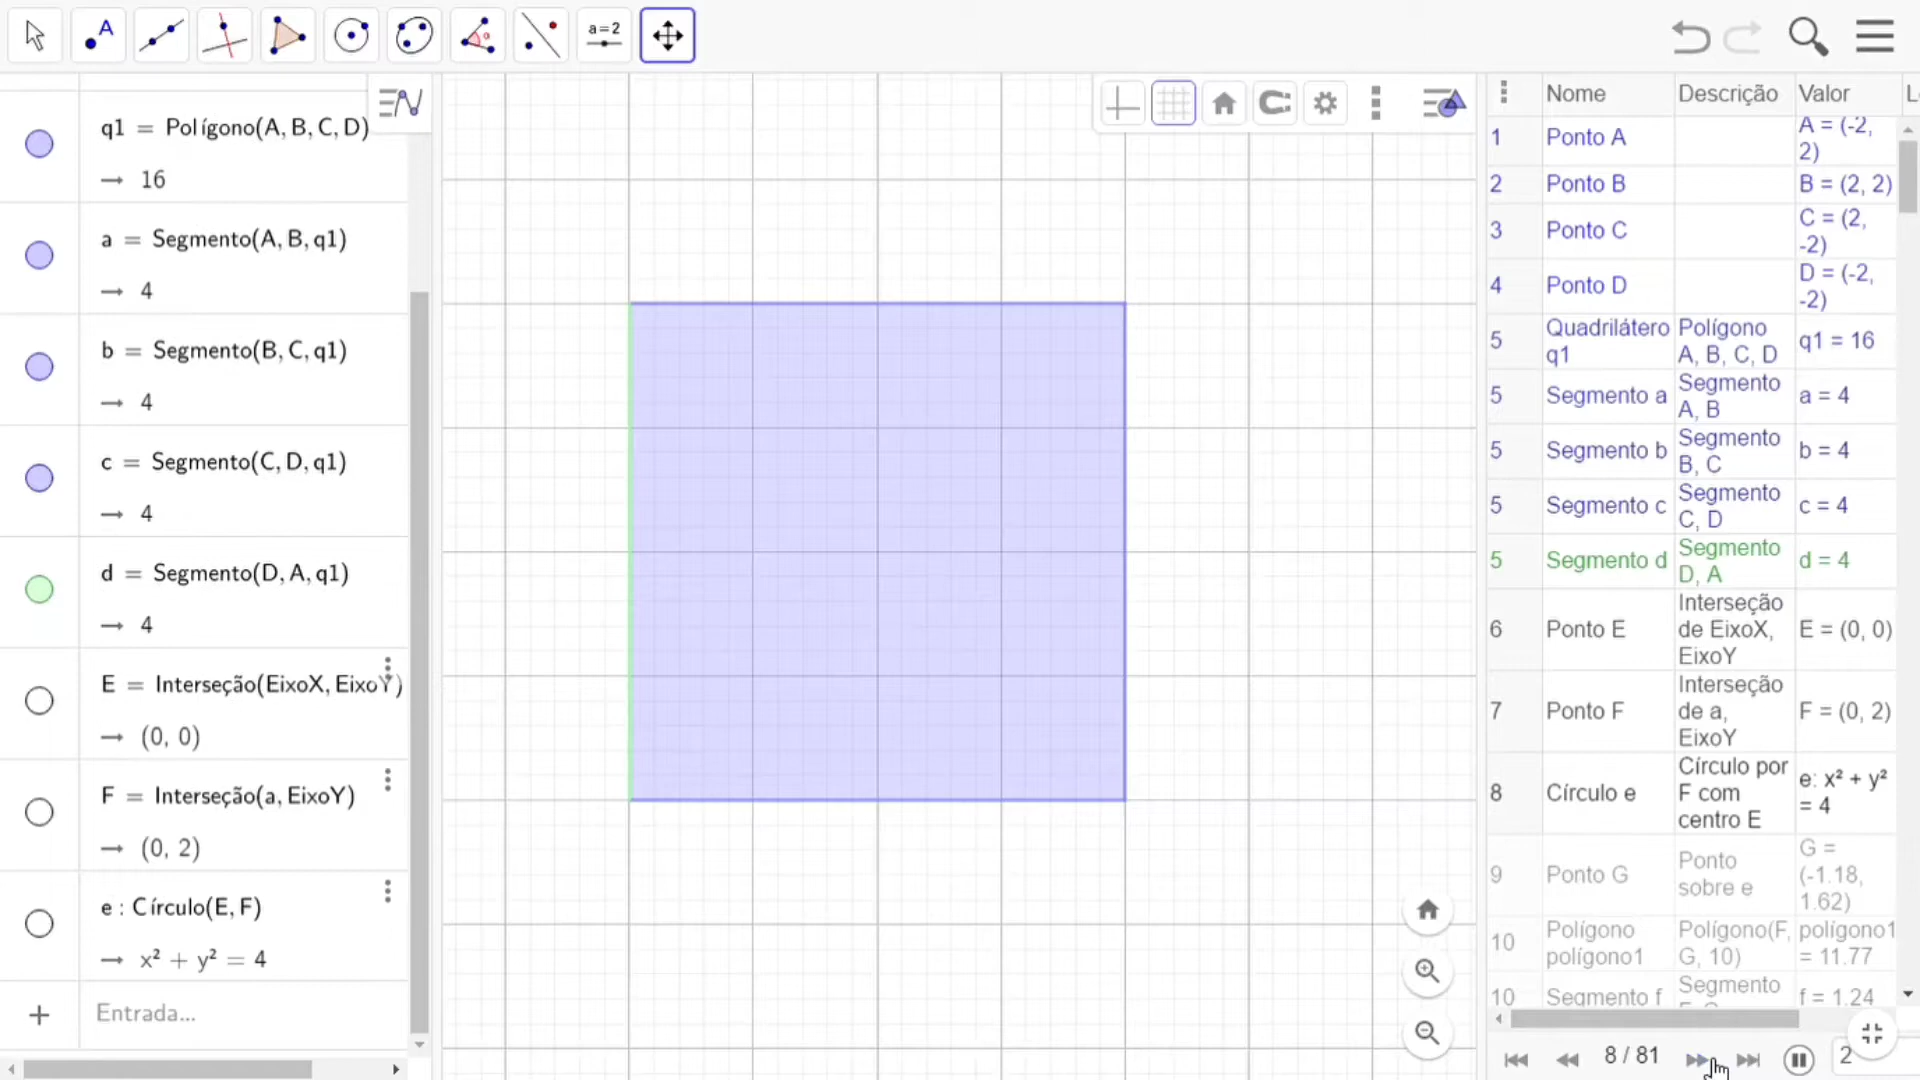 A
a=2
q1 = Polígono(A, B, C, D)
→ 16
a = Segmento(A, B, q1)
→ 4
b = Segmento(B, C, q1)
→ 4
c = Segmento(C, D, q1)
→ 4
d = Segmento(D, A, q1)
→ 4
E = Interseção(EixoX, EixoY)
→ (0, 0)
F = Interseção(a, EixoY)
→ (0, 2)
e : Círculo(E, F)
→ x² + y² = 4
+ Entrada...
Nome Descrição Valor
1 Ponto A A = (-2,
2)
2 Ponto B B = (2, 2)
3 Ponto C C = (2,
-2)
4 Ponto D D = (-2,
-2)
5 Quadrilátero Polígono q1 = 16
q1 A, B, C, D
5 Segmento a Segmento a = 4
A, B
5 Segmento b Segmento b = 4
B, C
5 Segmento c Segmento c = 4
C, D
5 Segmento d Segmento d = 4
D, A
Interseção
6 Ponto E de EixoX, E = (0, 0)
EixoY
Interseção
7 Ponto F de a, F = (0, 2)
EixoY
Círculo por e: x² + y²
8 Círculo e F com = 4
centro E
G =
9 Ponto G Ponto (-1.18,
sobre e 1.62)
10 Polígono Polígono(F, polígono1
polígono1 G, 10) = 11.77
10 Segmento f Segmento f = 1.24
8 / 81
2